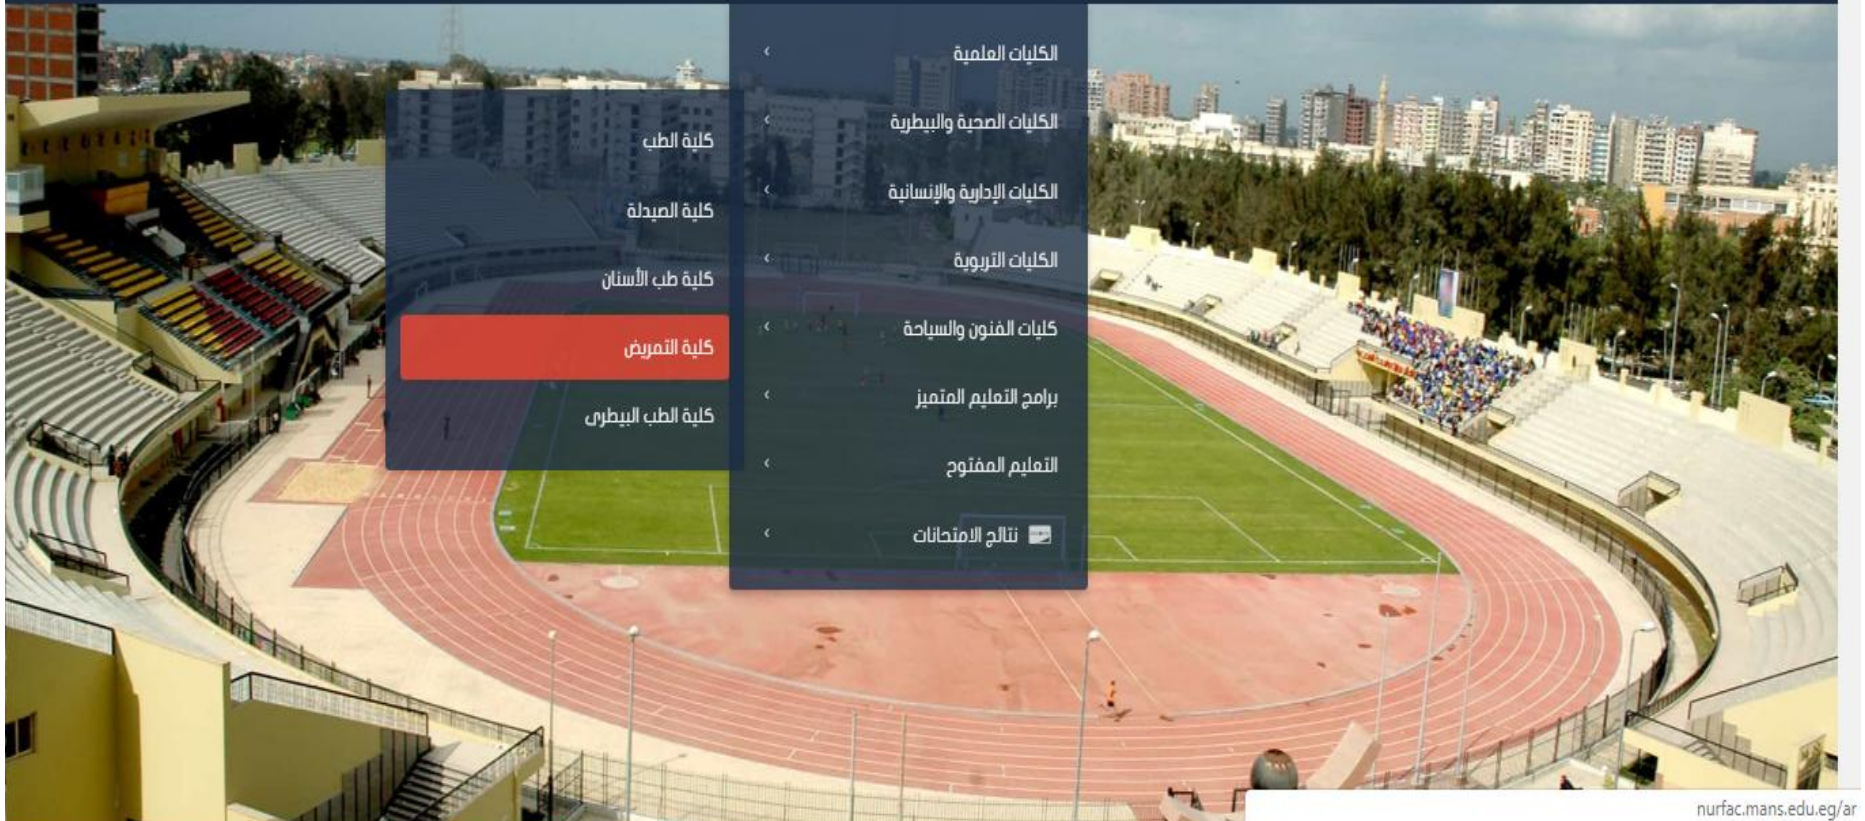 الكليات العلمية
الكليات الصحية والبيطرية
الكليات الإدارية والإنسانية
الكليات التربوية
كليات الفنون والسياحة
برامج التعليم المتميز
التعليم المفتوح
نتائج الامتحانات
كلية الطب
كلية الصيدلة
كلية طب الأسنان
كلية التمريض
كلية الطب البيطرى
nurfac.mans.edu.eg/ar